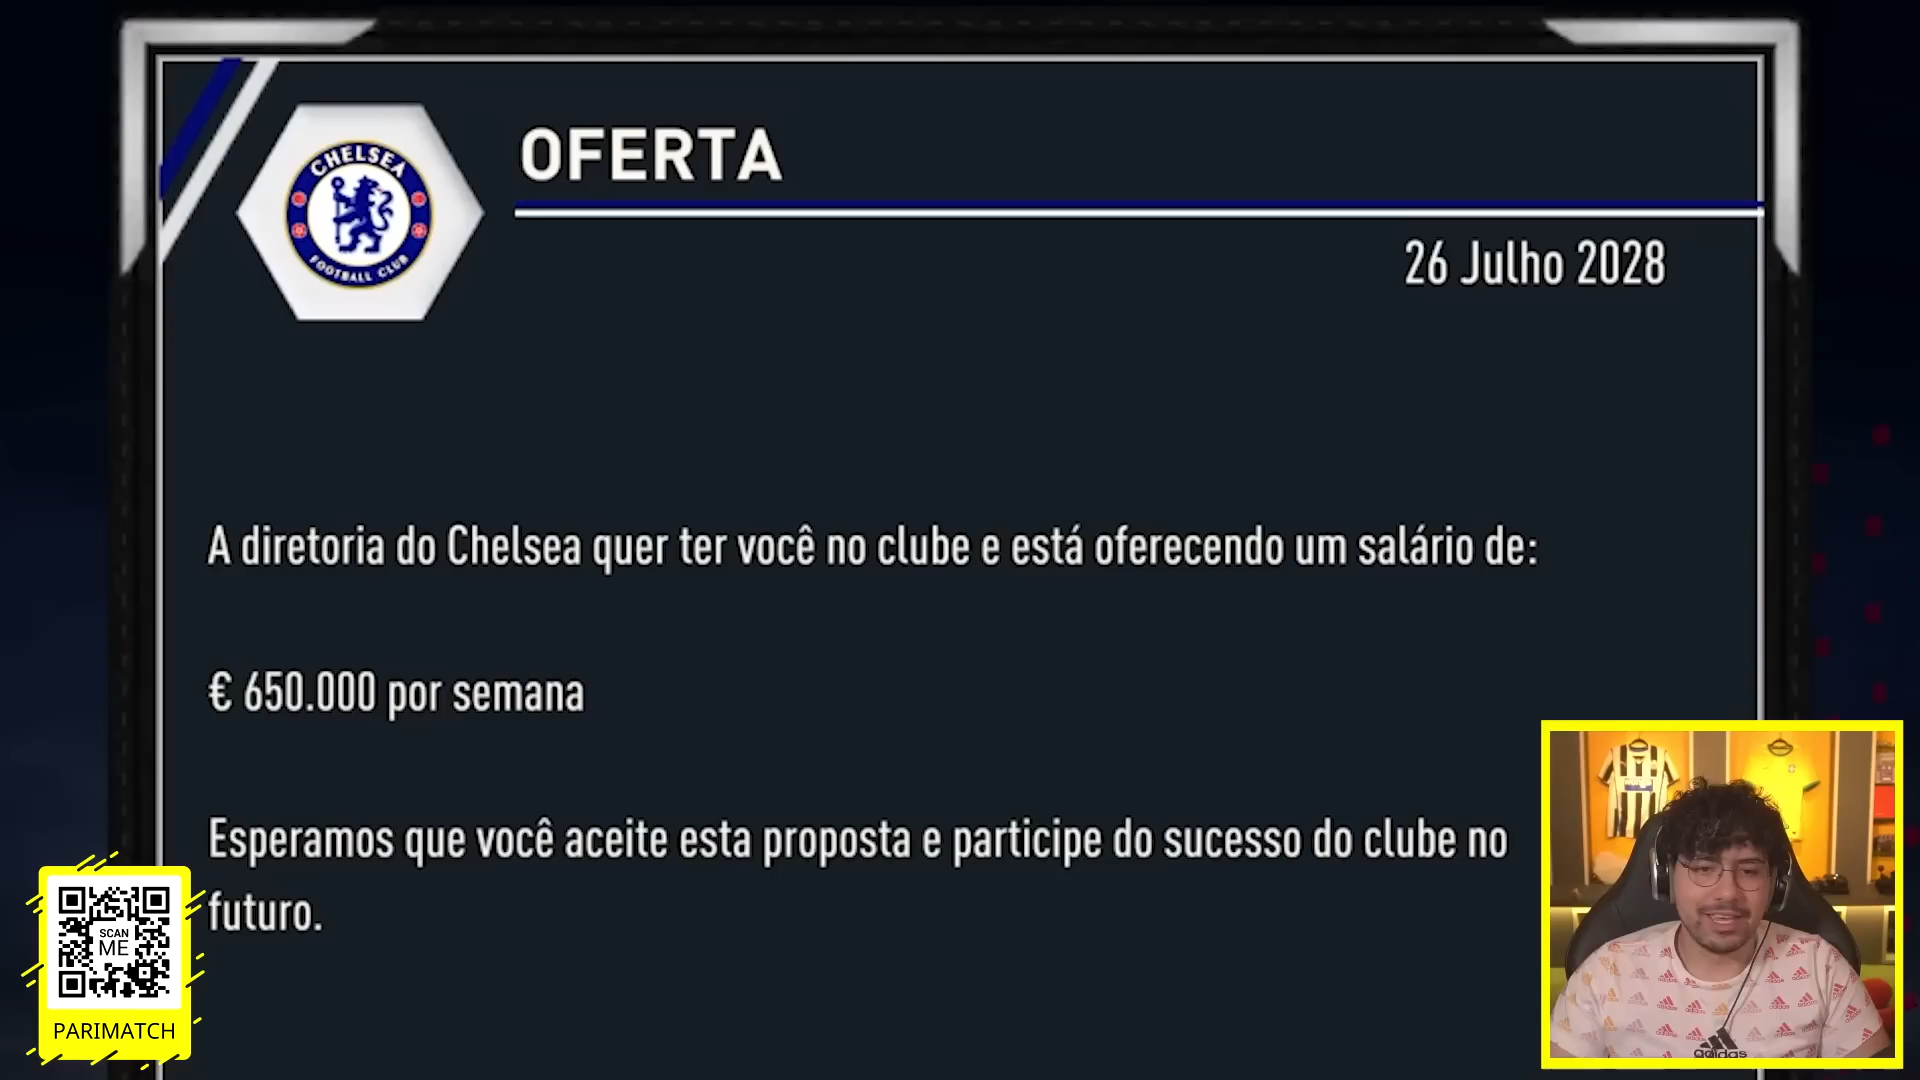 CHELSEA
FOOTBALL CLUB
OFERTA
26 Julho 2028
A diretoria do Chelsea quer ter você no clube e está oferecendo um salário de:
€ 650.000 por semana
Esperamos que você aceite esta proposta e participe do sucesso do clube no
futuro.
SCAN
ME
PARIMATCH
adidas